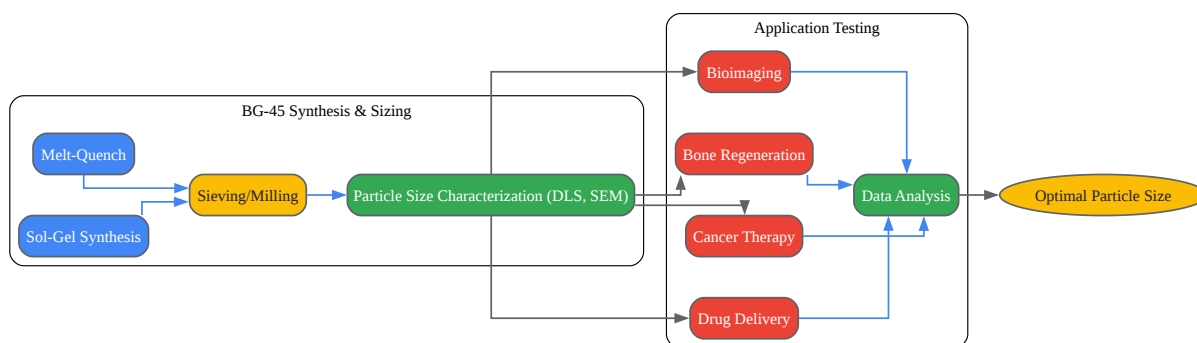 Application Testing
Bioimaging
BG-45 Synthesis & Sizing
Melt-Quench
Bone Regeneration
Sieving/Milling
Particle Size Characterization (DLS, SEM)
Data Analysis
Optimal Particle Size
Sol-Gel Synthesis
Cancer Therapy
Drug Delivery